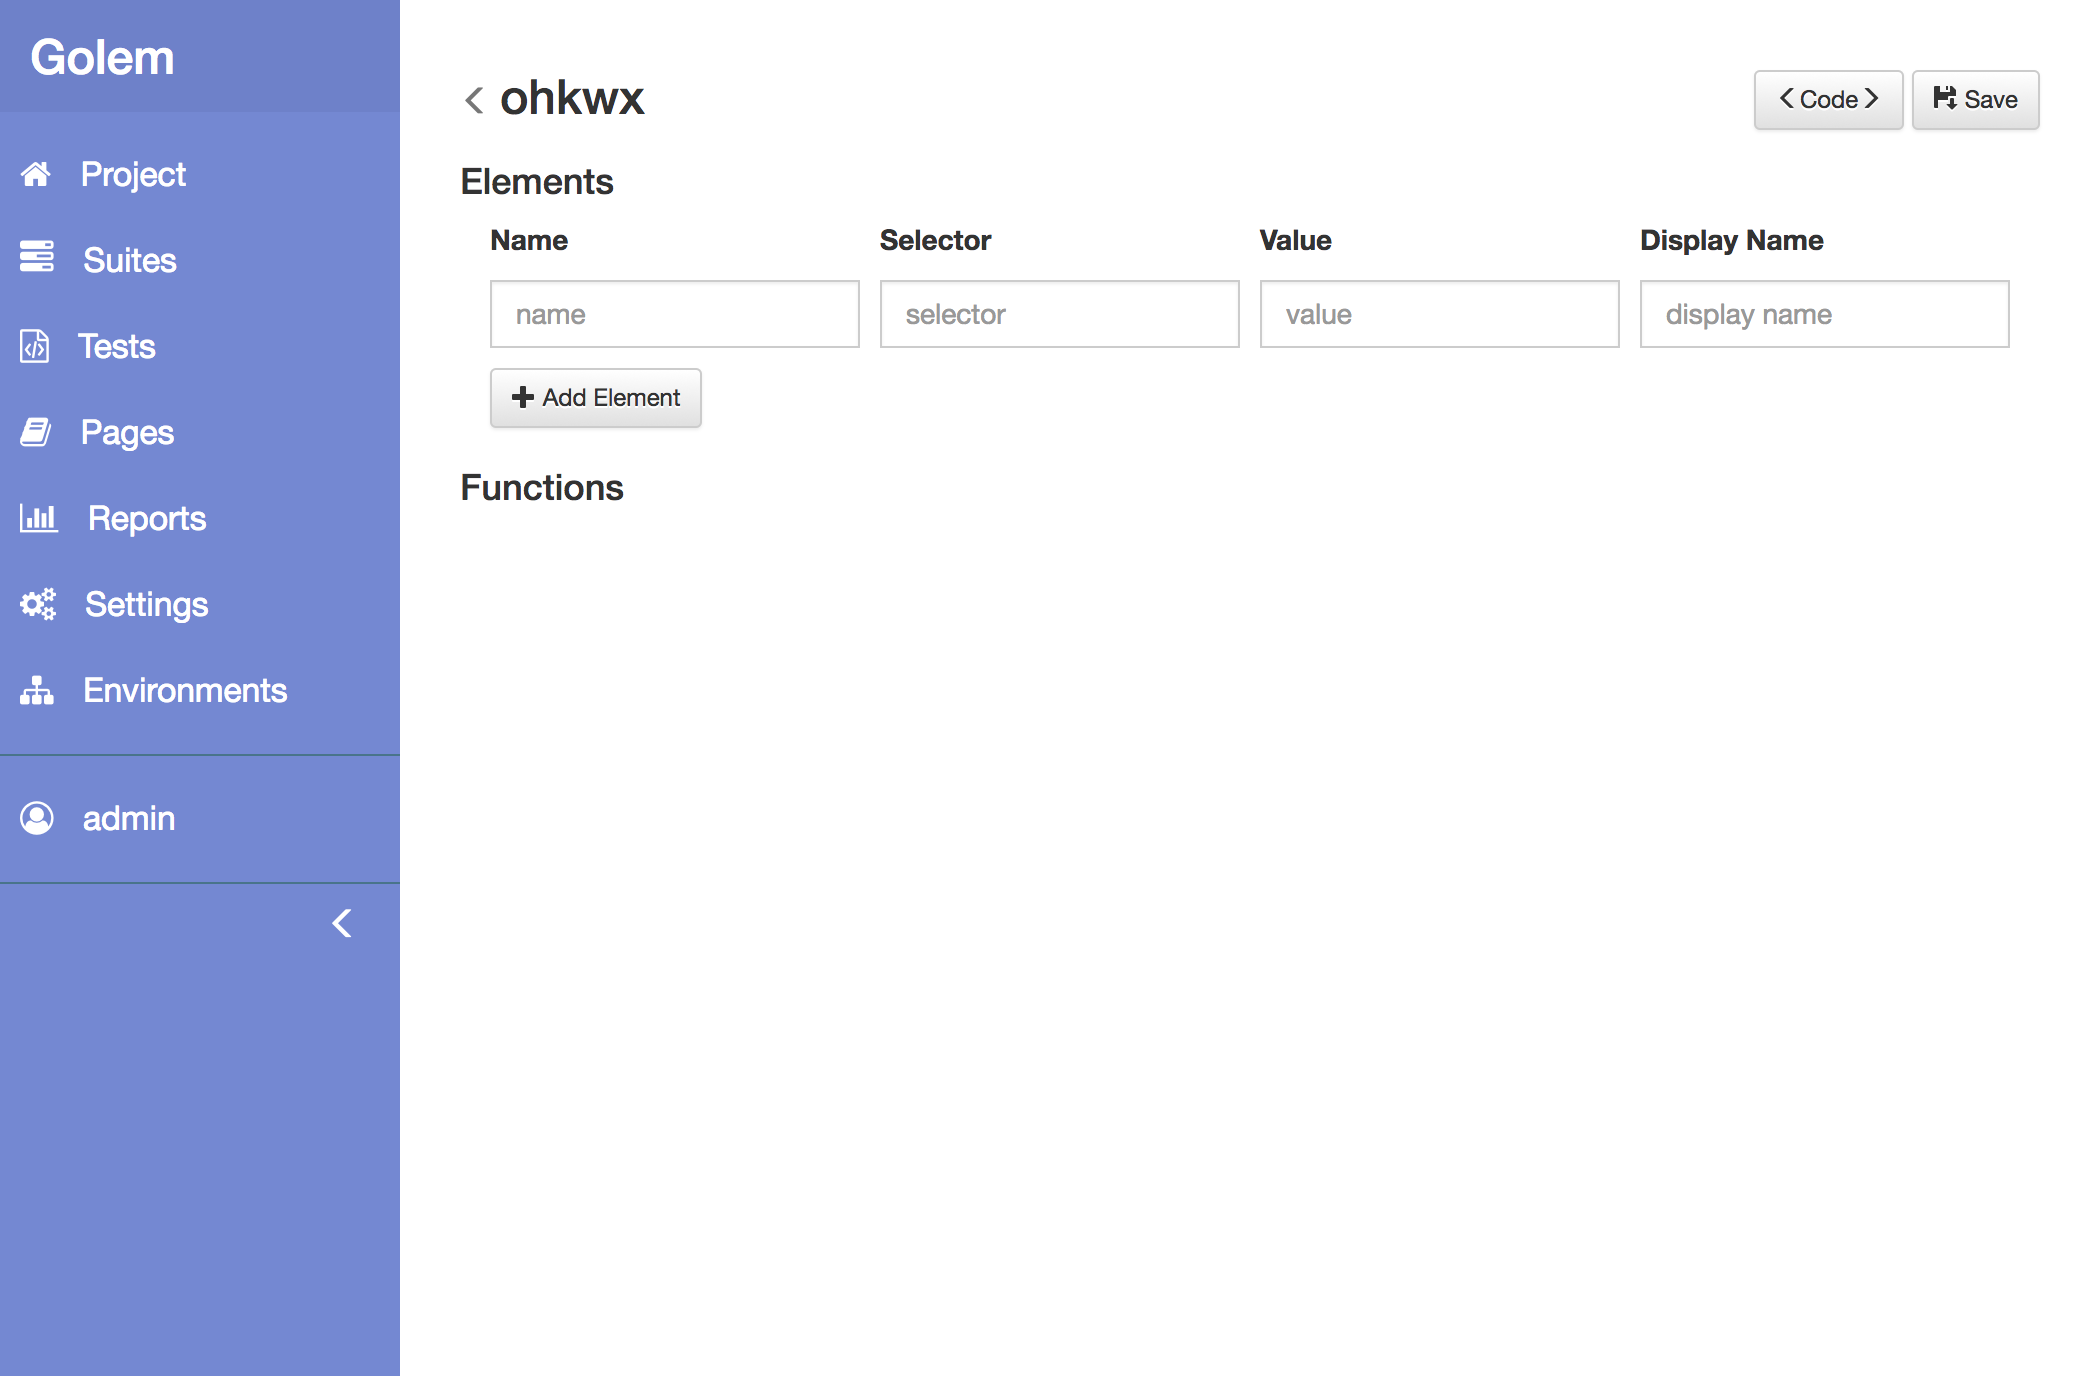 Golem
Project
Suites
Tests
Pages
Reports
Settings
Environments
admin
ohkwx
Code
Save
Elements
Name Selector Value Display Name
name selector value display name
Add Element
Functions